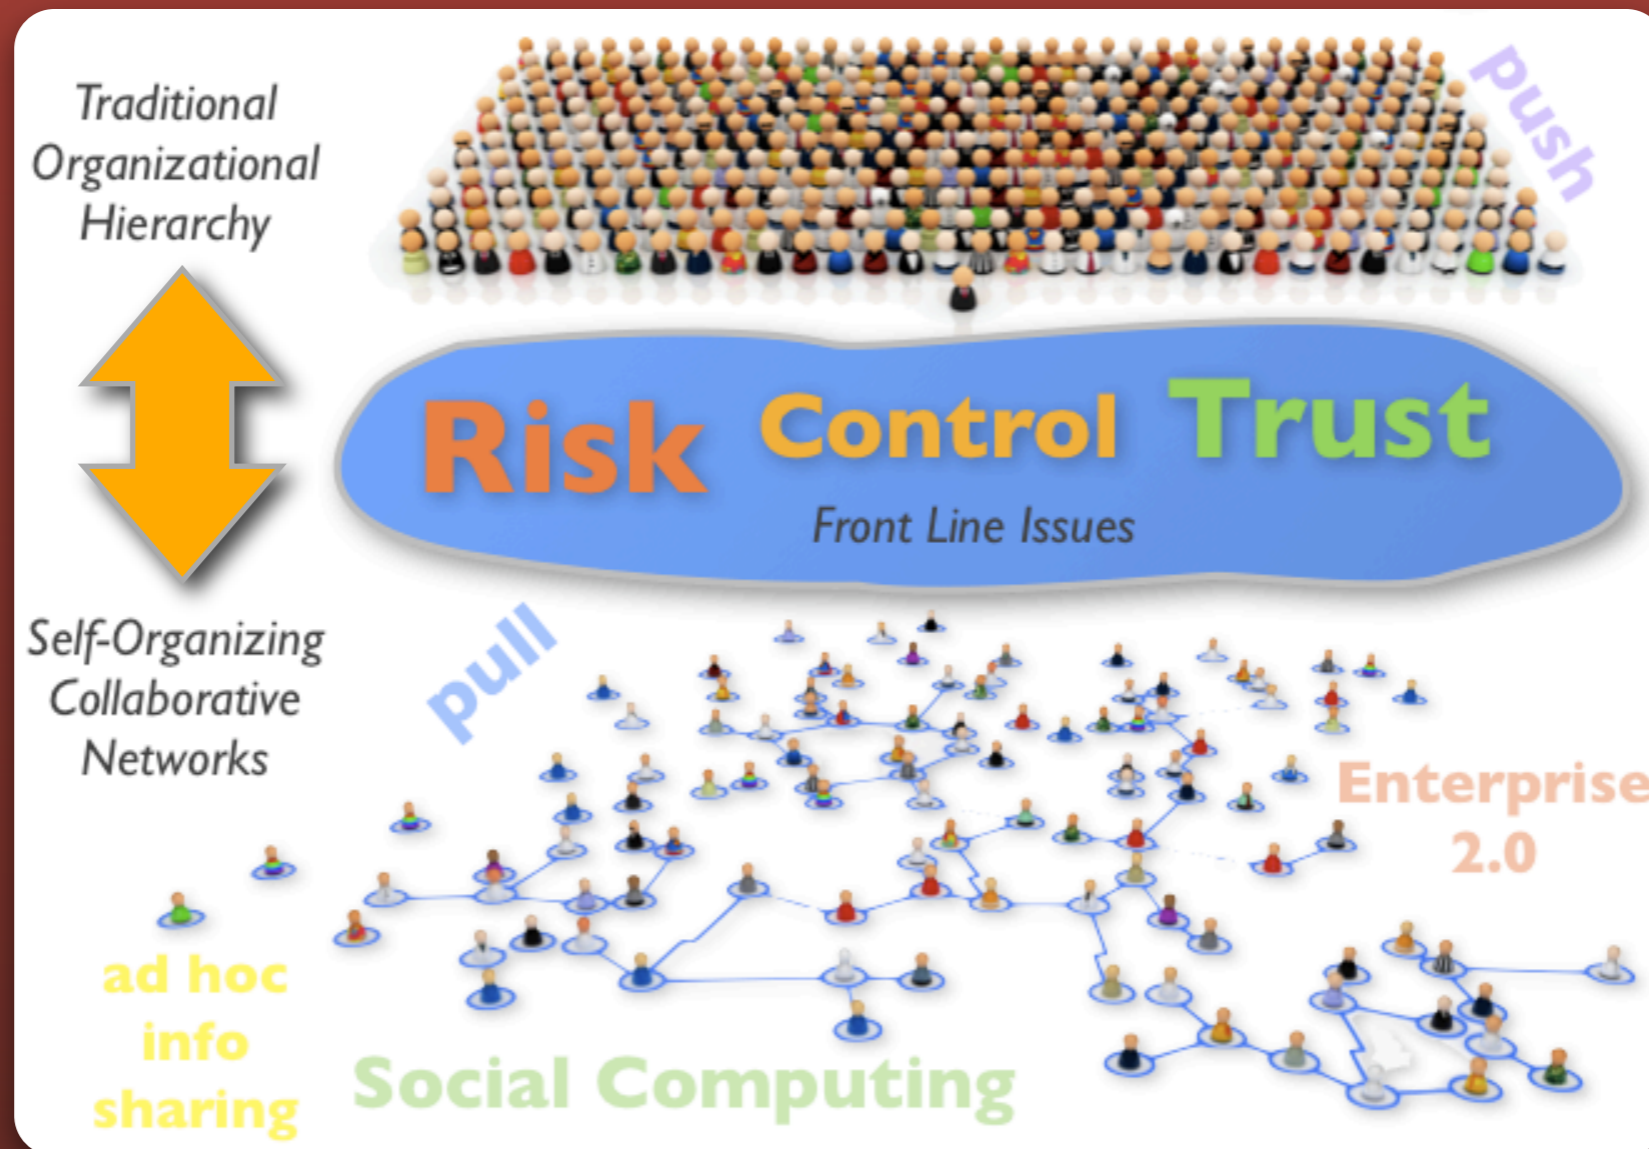 Traditional
Organizational
Hierarchy
push
Risk Control Trust
Front Line Issues
Self-Organizing
Collaborative
Networks
pull
Enterprise
2.0
ad hoc
info
sharing
Social Computing